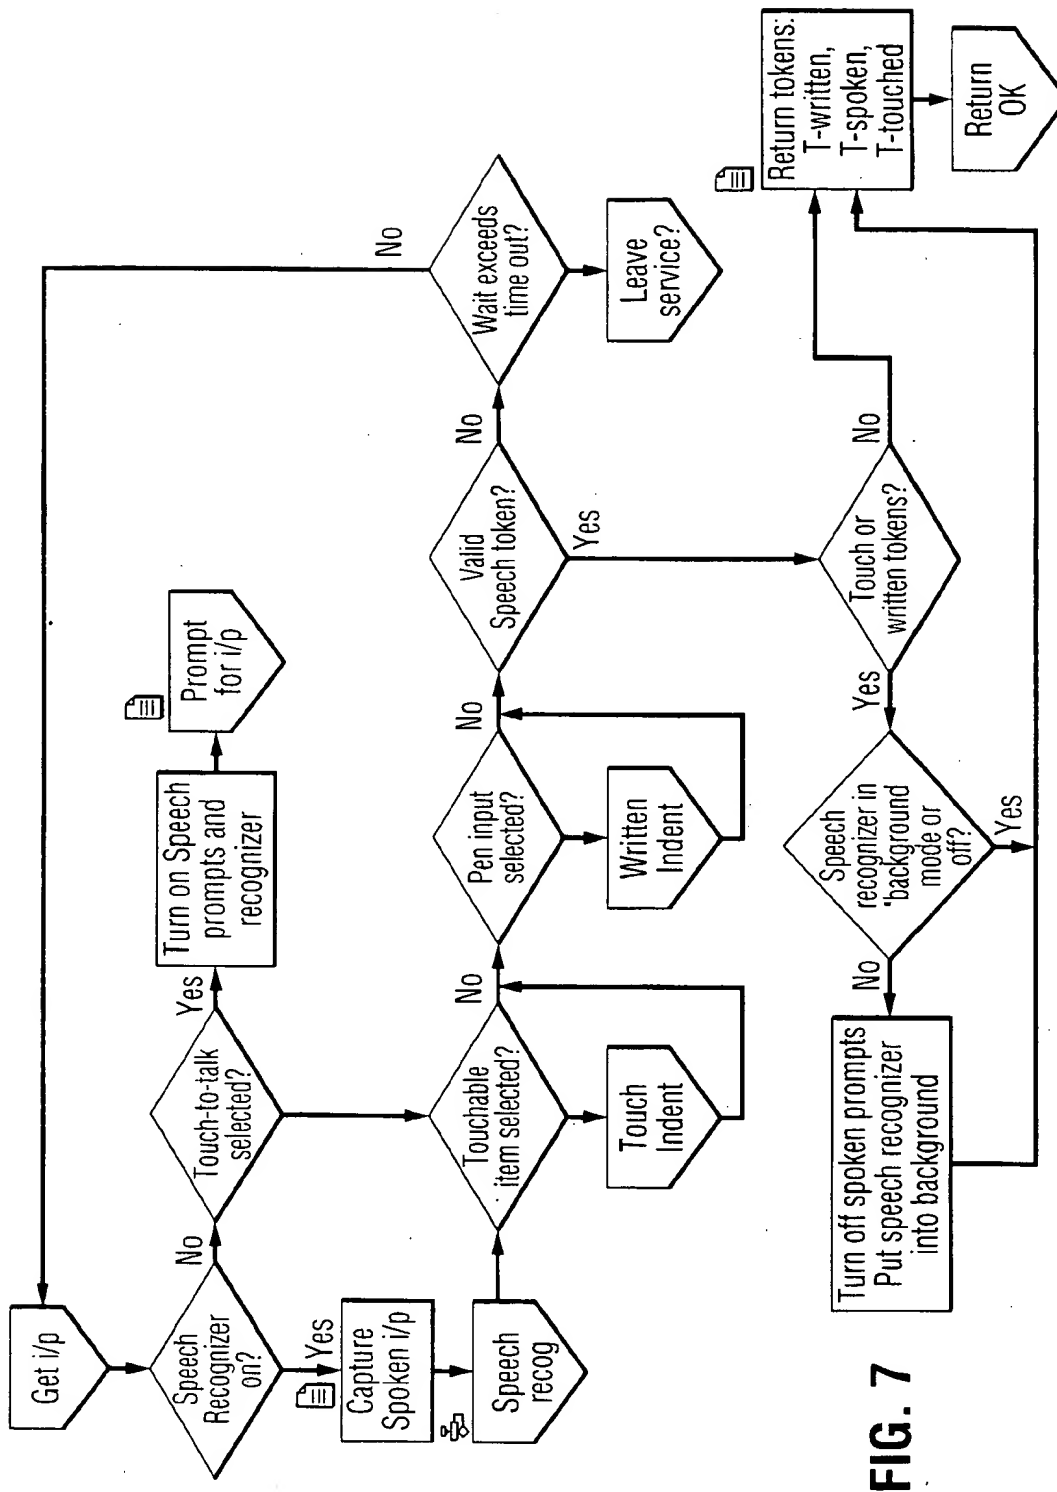 Get i/p
Speech
Recognizer
on?
No
Yes
Touch-to-talk
selected?
Yes
Turn on Speech
prompts and
recognizer
Prompt
for i/p
Capture
Spoken i/p
Speech
recog
Touchable
item selected?
No
Touch
Indent
Pen input
selected?
No
Written
Indent
Valid
Speech token?
No
Yes
Wait exceeds
time out?
No
Leave
service?
Touch or
written tokens?
No
Yes
Speech
recognizer in
'background
mode or
off?
No
Yes
Turn off spoken prompts
Put speech recognizer
into background
Return tokens:
T-written,
T-spoken,
T-touched
Return
OK
FIG. 7